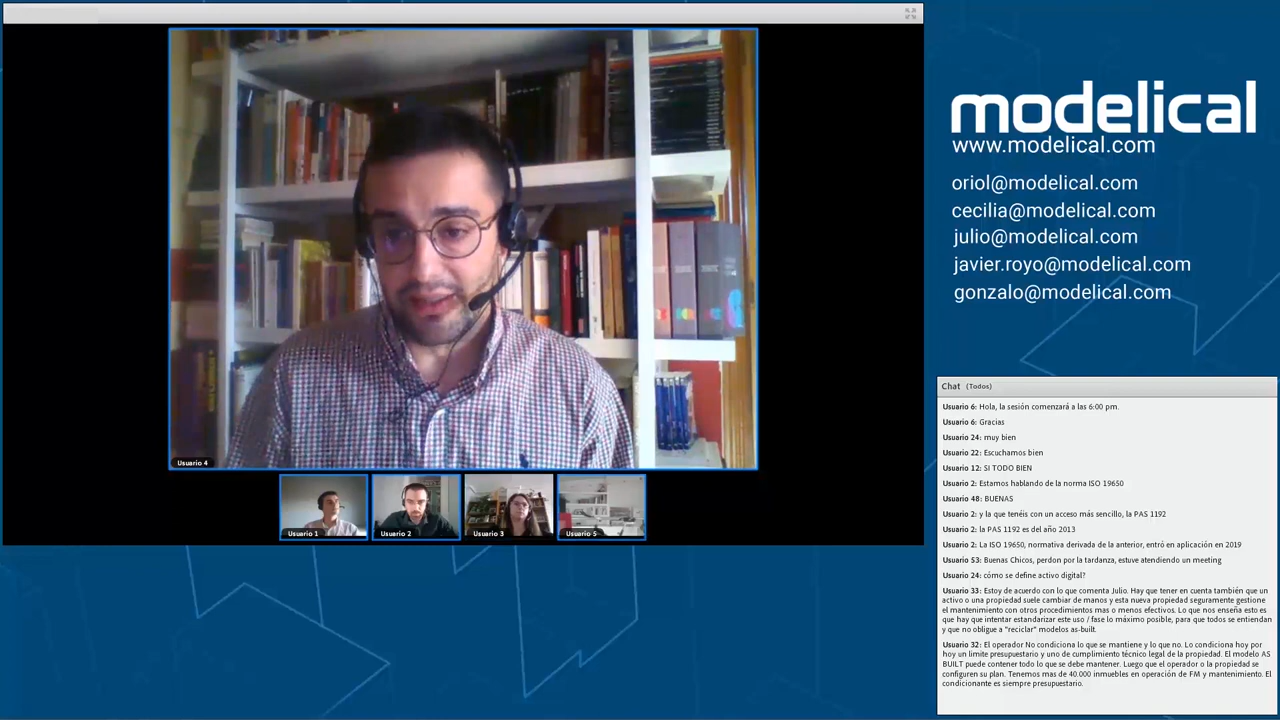 Usuario 4
Usuario 1
Usuario 2
Usuario 3
Usuario 5
modelical
www.modelical.com
oriol@modelical.com
cecilia@modelical.com
julio@modelical.com
javier.royo@modelical.com
gonzalo@modelical.com
Chat (Todos)
Usuario 6: Hola, la sesión comenzará a las 6:00 pm.
Usuario 6: Gracias
Usuario 24: muy bien
Usuario 22: Escuchamos bien
Usuario 12: SI TODO BIEN
Usuario 2: Estamos hablando de la norma ISO 19650
Usuario 48: BUENAS
Usuario 2: y la que tenéis con un acceso más sencillo, la PAS 1192
Usuario 2: la PAS 1192 es del año 2013
Usuario 2: La ISO 19650, normativa derivada de la anterior, entró en aplicación en 2019
Usuario 53: Buenas Chicos, perdon por la tardanza, estuve atendiendo un meeting
Usuario 24: cómo se define activo digital?
Usuario 33: Estoy de acuerdo con lo que comenta Julio. Hay que tener en cuenta también que un
activo o una propiedad suele cambiar de manos y esta nueva propiedad seguramente gestione
el mantenimiento con otros procedimientos mas o menos efectivos. Lo que nos enseña esto es
que hay que intentar estandarizar este uso / fase lo máximo posible, para que todos se entiendan
y que no obligue a "reciclar" modelos as-built.
Usuario 32: El operador No condiciona lo que se mantiene y lo que no. Lo condiciona hoy por
hoy un limite presupuestario y uno de cumplimiento técnico legal de la propiedad. El modelo AS
BUILT puede contener todo lo que se debe mantener. Luego que el operador o la propiedad se
configuren su plan. Tenemos mas de 40.000 inmuebles en operación de FM y mantenimiento. El
condicionante es siempre presupuestario.